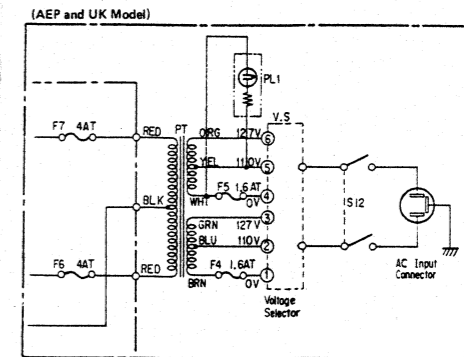 (AEP and UK Model)
PL1
F7 4AT RED PT ORG 127V V.S 6
YEL 110V 5
WHT F5 1.6AT 0V 4
BLK
GRN 127V 3
BLU 110V 2
F6 4AT RED BRN F4 1.6AT 0V 1
S12
Voltage
Selector
AC Input
Connector